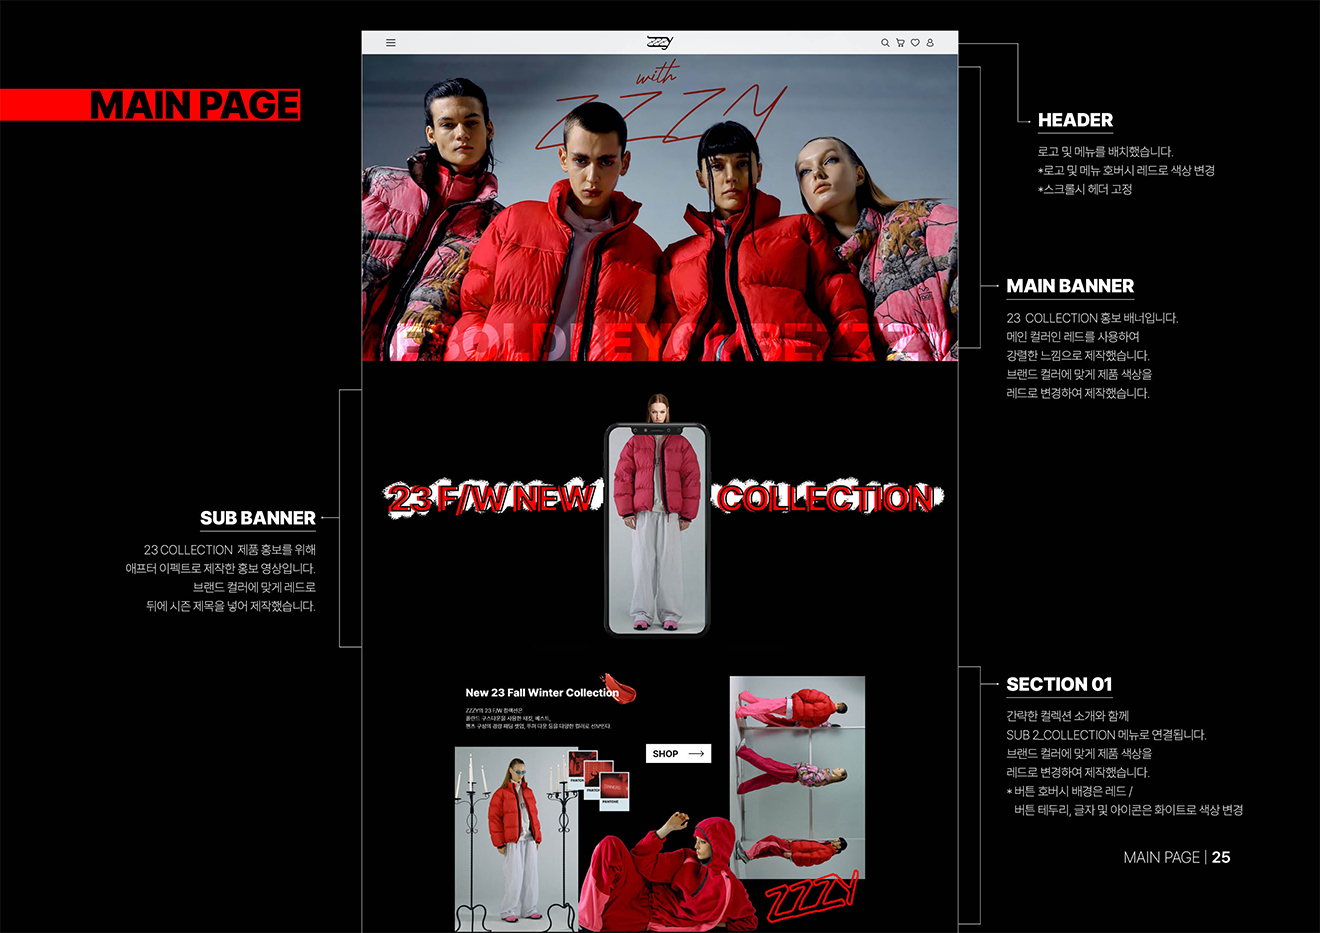 MAIN PAGE
ZZZY
with
ZZZY
HEADER
로고 및 메뉴를 배치했습니다.
*로고 및 메뉴 호버시 레드로 색상 변경
*스크롤시 헤더 고정
MAIN BANNER
23 COLLECTION 홍보 배너입니다.
메인 컬러인 레드를 사용하여
강렬한 느낌으로 제작했습니다.
브랜드 컬러에 맞게 제품 색상을
레드로 변경하여 제작했습니다.
23 F/W NEW COLLECTION
SUB BANNER
23 COLLECTION 제품 홍보를 위해
애프터 이펙트로 제작한 홍보 영상입니다.
브랜드 컬러에 맞게 레드로
뒤에 시즌 제목을 넣어 제작했습니다.
New 23 Fall Winter Collection
ZZZY의 23 F/W 컬렉션은
SHOP
PANTONE
ZZZY
SECTION 01
간략한 컬렉션 소개와 함께
SUB 2_COLLECTION 메뉴로 연결됩니다.
브랜드 컬러에 맞게 제품 색상을
레드로 변경하여 제작했습니다.
* 버튼 호버시 배경은 레드 /
버튼 테두리, 글자 및 아이콘은 화이트로 색상 변경
MAIN PAGE | 25